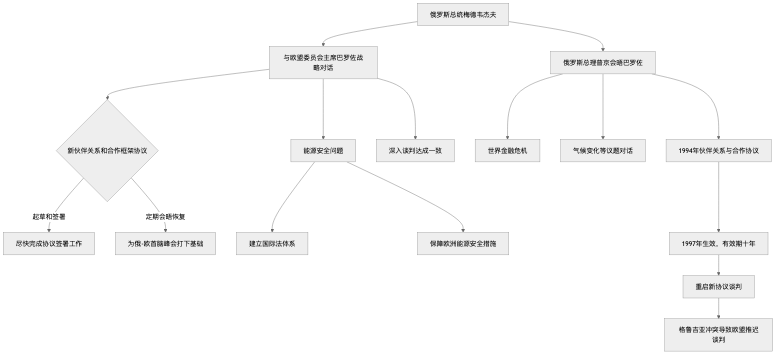 俄罗斯总统梅德韦杰夫
与欧盟委员会主席巴罗佐战
略对话
俄罗斯总理普京会晤巴罗佐
新伙伴关系和合作框架协议
能源安全问题
深入谈判达成一致
世界金融危机
气候变化等议题对话
1994年伙伴关系与合作协议
起草和签署
定期会晤恢复
尽快完成协议签署工作
为俄-欧首脑峰会打下基础
建立国际法体系
保障欧洲能源安全措施
1997年生效，有效期十年
重启新协议谈判
格鲁吉亚冲突导致欧盟推迟
谈判